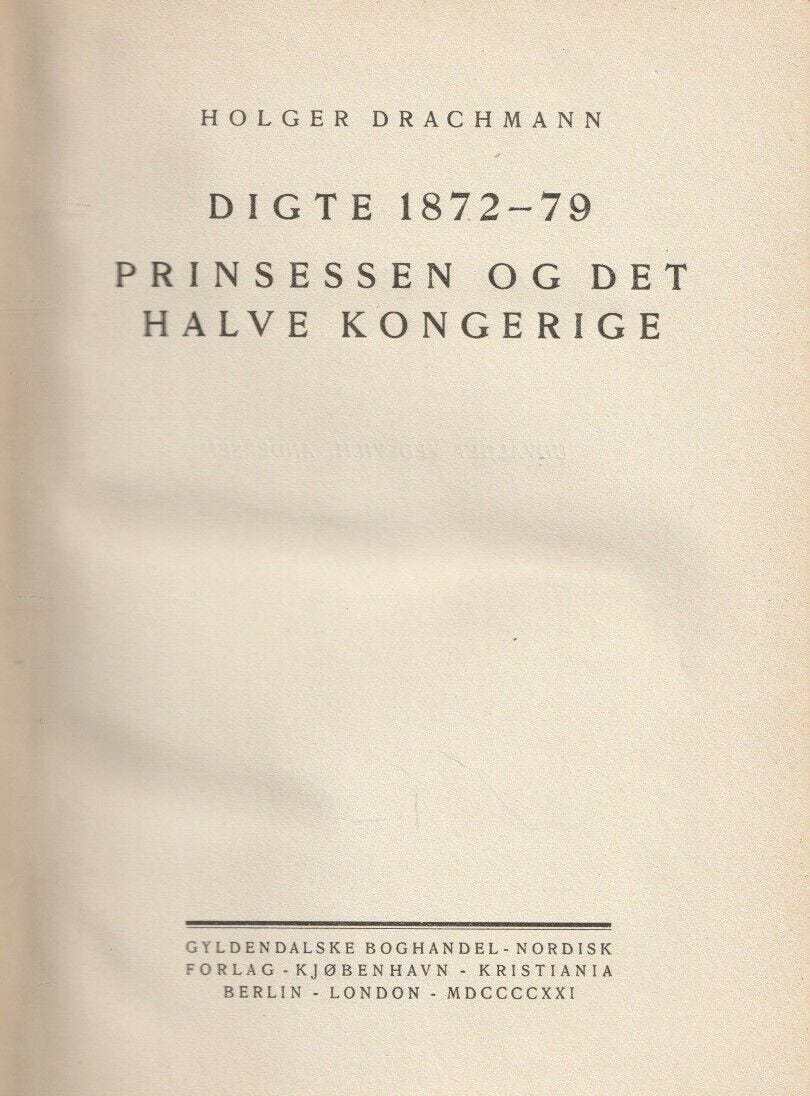 HOLGER DRACHMANN
DIGTE 1872–79
PRINSESSEN OG DET
HALVE KONGERIGE
GYLDENDALSKE BOGHANDEL - NORDISK
FORLAG - KJØBENHAVN - KRISTIANIA
BERLIN - LONDON - MDCCCCXXI